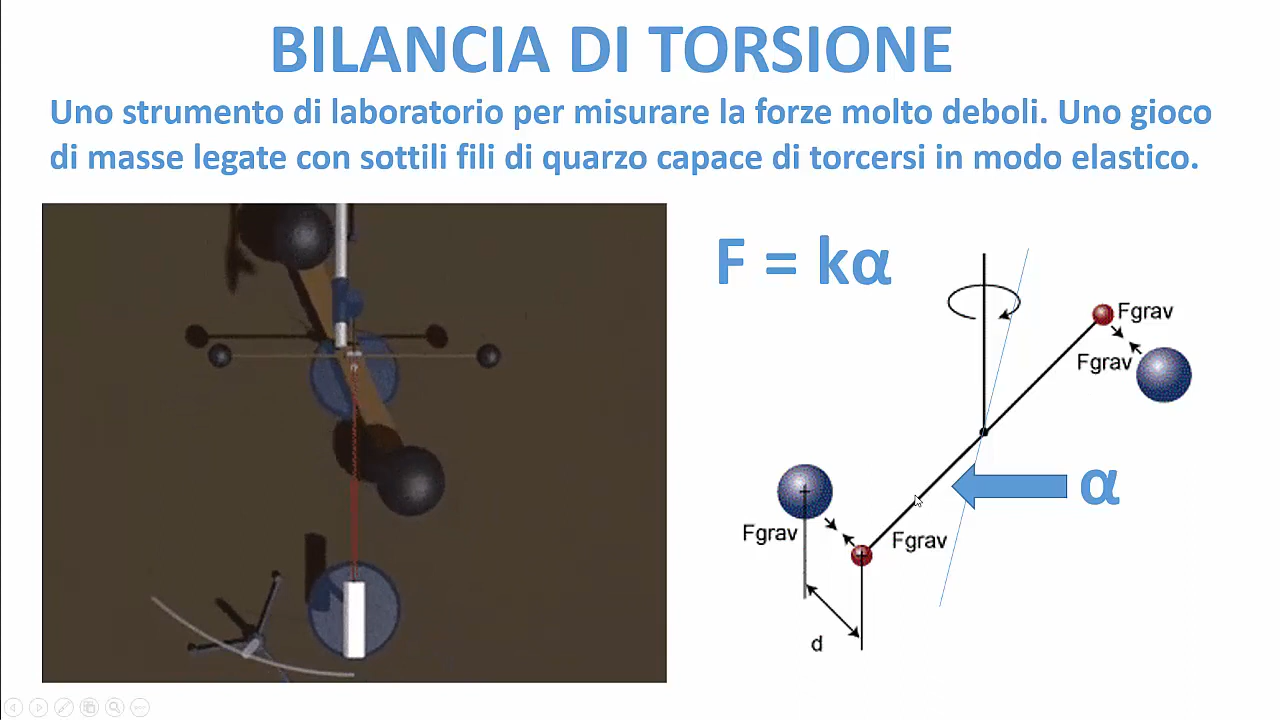 BILANCIA DI TORSIONE
Uno strumento di laboratorio per misurare la forze molto deboli. Uno gioco
di masse legate con sottili fili di quarzo capace di torcersi in modo elastico.
F = kα
Fgrav
Fgrav
α
Fgrav
Fgrav
d